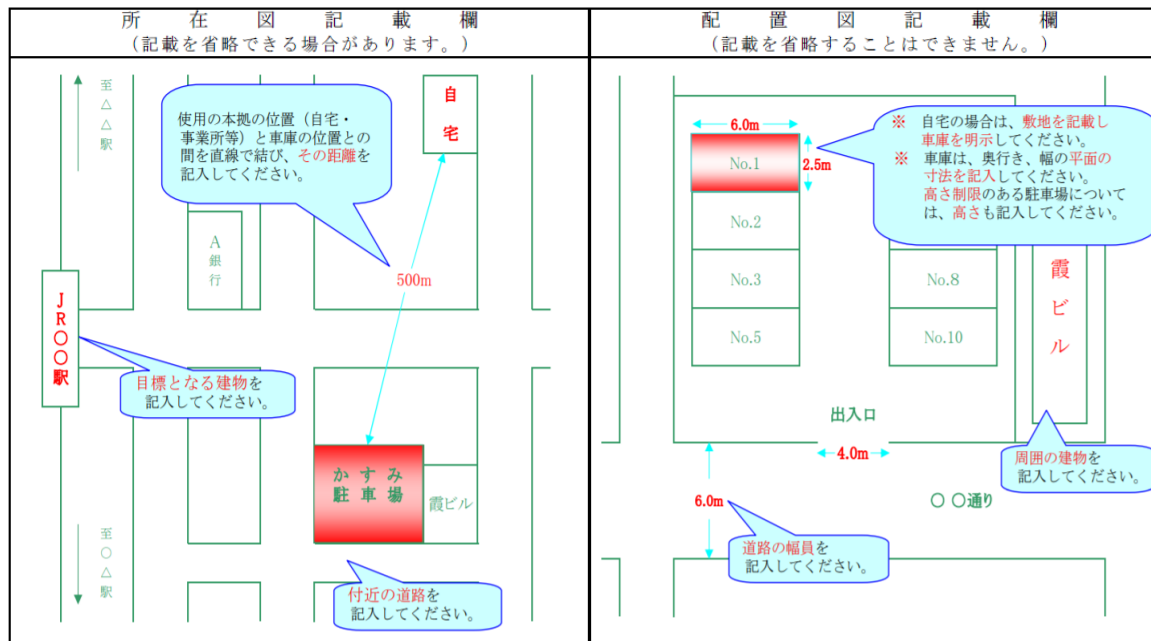 所在図記載欄
(記載を省略できる場合があります。)
至△△駅
使用の本拠の位置(自宅・
事業所等)と車庫の位置との
間を直線で結び、その距離を
記入してください。
自宅
A銀行
500m
JR〇〇駅
目標となる建物を
記入してください。
かすみ
駐車場
霞ビル
至〇△駅
付近の道路を
記入してください。
配置図記載欄
(記載を省略することはできません。)
6.0m
※ 自宅の場合は、敷地を記載し
車庫を明示してください。
※ 車庫は、奥行き、幅の平面の
寸法を記入してください。
高さ制限のある駐車場について
は、高さも記入してください。
No.1
2.5m
No.2
No.3
No.8
No.5
No.10
霞ビル
出入口
4.0m
周囲の建物を
記入してください。
6.0m
〇〇通り
道路の幅員を
記入してください。